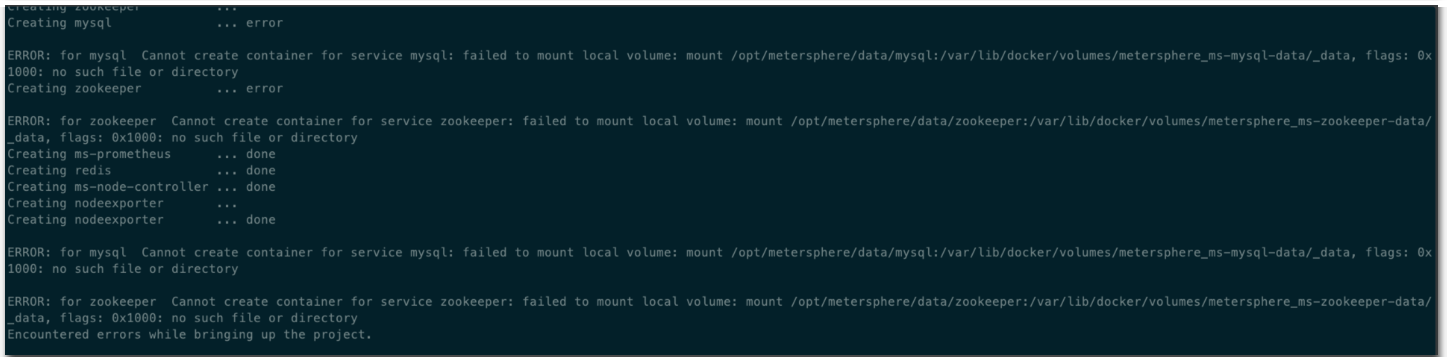 Creating zookeeper             ...
Creating mysql              ... error
ERROR: for mysql  Cannot create container for service mysql: failed to mount local volume: mount /opt/metersphere/data/mysql:/var/lib/docker/volumes/metersphere_ms-mysql-data/_data, flags: 0x
1000: no such file or directory
Creating zookeeper          ... error
ERROR: for zookeeper  Cannot create container for service zookeeper: failed to mount local volume: mount /opt/metersphere/data/zookeeper:/var/lib/docker/volumes/metersphere_ms-zookeeper-data/
_data, flags: 0x1000: no such file or directory
Creating ms-prometheus      ... done
Creating redis              ... done
Creating ms-node-controller ... done
Creating nodeexporter       ...
Creating nodeexporter       ... done
ERROR: for mysql  Cannot create container for service mysql: failed to mount local volume: mount /opt/metersphere/data/mysql:/var/lib/docker/volumes/metersphere_ms-mysql-data/_data, flags: 0x
1000: no such file or directory
ERROR: for zookeeper  Cannot create container for service zookeeper: failed to mount local volume: mount /opt/metersphere/data/zookeeper:/var/lib/docker/volumes/metersphere_ms-zookeeper-data/
_data, flags: 0x1000: no such file or directory
Encountered errors while bringing up the project.